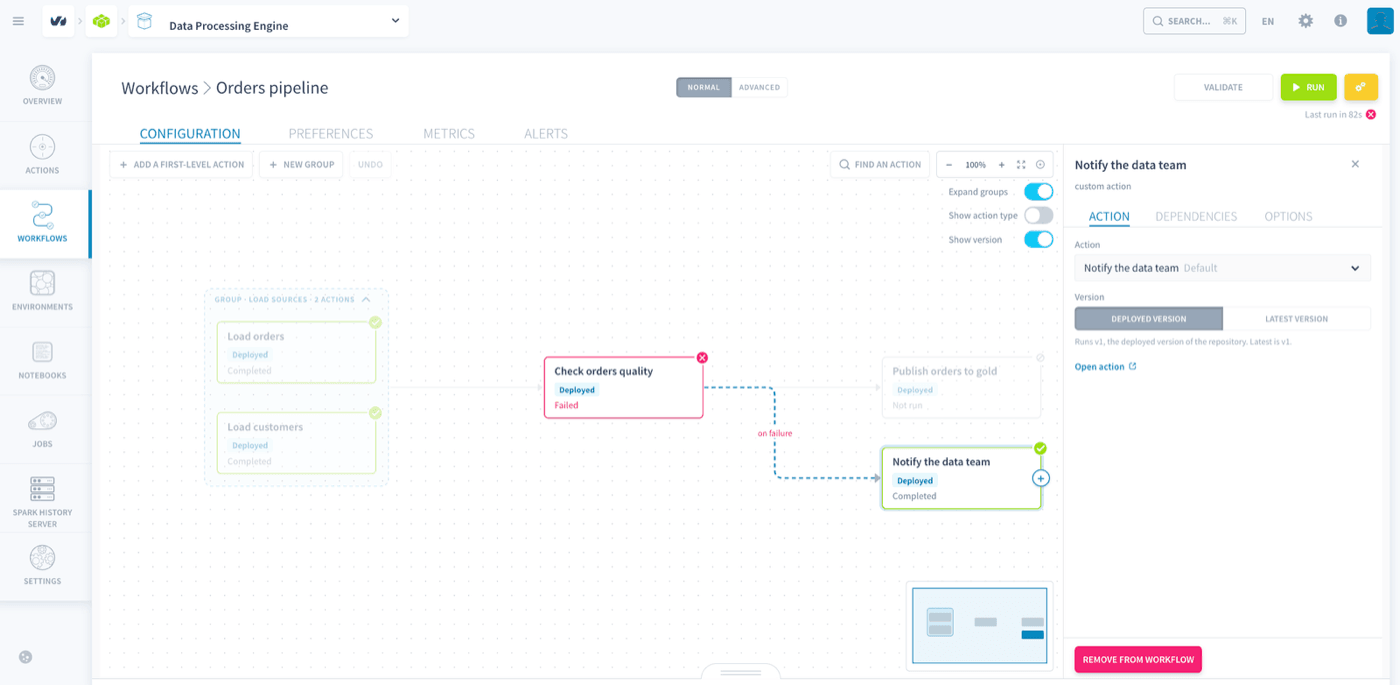 Data Processing Engine
SEARCH... ⌘K
EN
OVERVIEW
ACTIONS
WORKFLOWS
ENVIRONMENTS
NOTEBOOKS
JOBS
SPARK HISTORY
SERVER
SETTINGS
Workflows > Orders pipeline
NORMAL ADVANCED
VALIDATE
RUN
Last run in 82s
CONFIGURATION PREFERENCES METRICS ALERTS
+ ADD A FIRST-LEVEL ACTION
+ NEW GROUP
UNDO
FIND AN ACTION
− 100% +
Expand groups
Show action type
Show version
GROUP · LOAD SOURCES · 2 ACTIONS
Load orders
Deployed
Completed
Load customers
Deployed
Completed
Check orders quality
Deployed
Failed
on failure
Publish orders to gold
Deployed
Not run
Notify the data team
Deployed
Completed
Notify the data team
custom action
ACTION DEPENDENCIES OPTIONS
Action
Notify the data team Default
Version
DEPLOYED VERSION LATEST VERSION
Runs v1, the deployed version of the repository. Latest is v1.
Open action
REMOVE FROM WORKFLOW